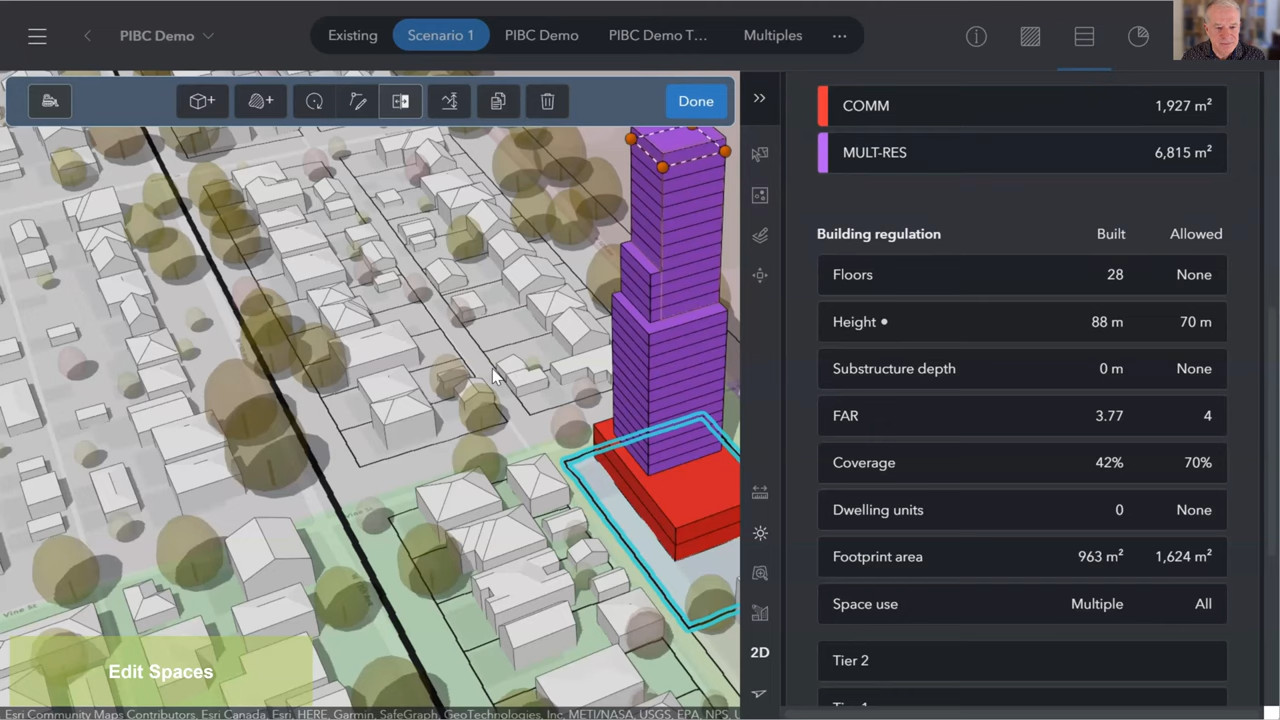 PIBC Demo
Existing
Scenario 1
PIBC Demo
PIBC Demo T...
Multiples
Done
COMM 1,927 m²
MULT-RES 6,815 m²
Building regulation Built Allowed
Floors 28 None
Height • 88 m 70 m
Substructure depth 0 m None
FAR 3.77 4
Coverage 42% 70%
Dwelling units 0 None
Footprint area 963 m² 1,624 m²
Space use Multiple All
2D
Tier 2
Vine St
Edit Spaces
Esri Community Maps Contributors, Esri Canada, Esri, HERE, Garmin, SafeGraph, GeoTechnologies, Inc, METI/NASA, USGS, EPA, NPS, U